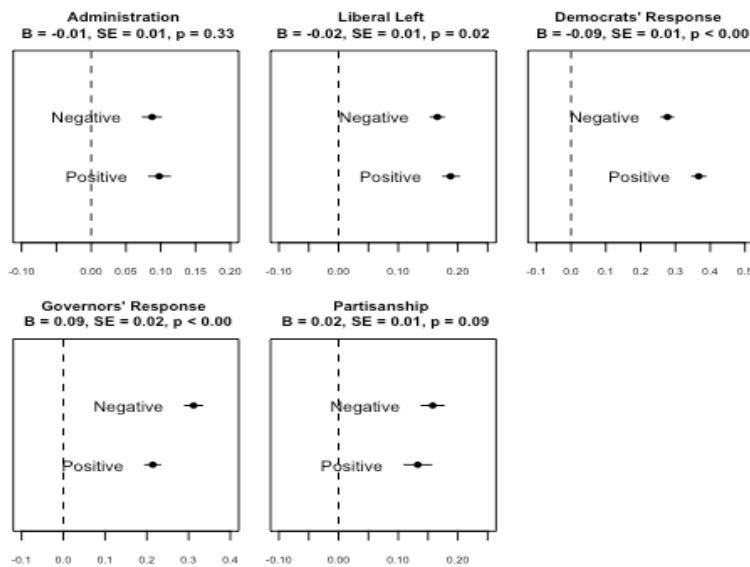 Administration
B = -0.01, SE = 0.01, p = 0.33
Negative
Positive
-0.10 0.00 0.05 0.10 0.15 0.20
Liberal Left
B = -0.02, SE = 0.01, p = 0.02
Negative
Positive
-0.10 0.00 0.10 0.20
Democrats' Response
B = -0.09, SE = 0.01, p < 0.00
Negative
Positive
-0.1 0.0 0.1 0.2 0.3 0.4
Governors' Response
B = 0.09, SE = 0.02, p < 0.00
Negative
Positive
-0.1 0.0 0.1 0.2 0.3 0.4
Partisanship
B = 0.02, SE = 0.01, p = 0.09
Negative
Positive
-0.10 0.00 0.10 0.20